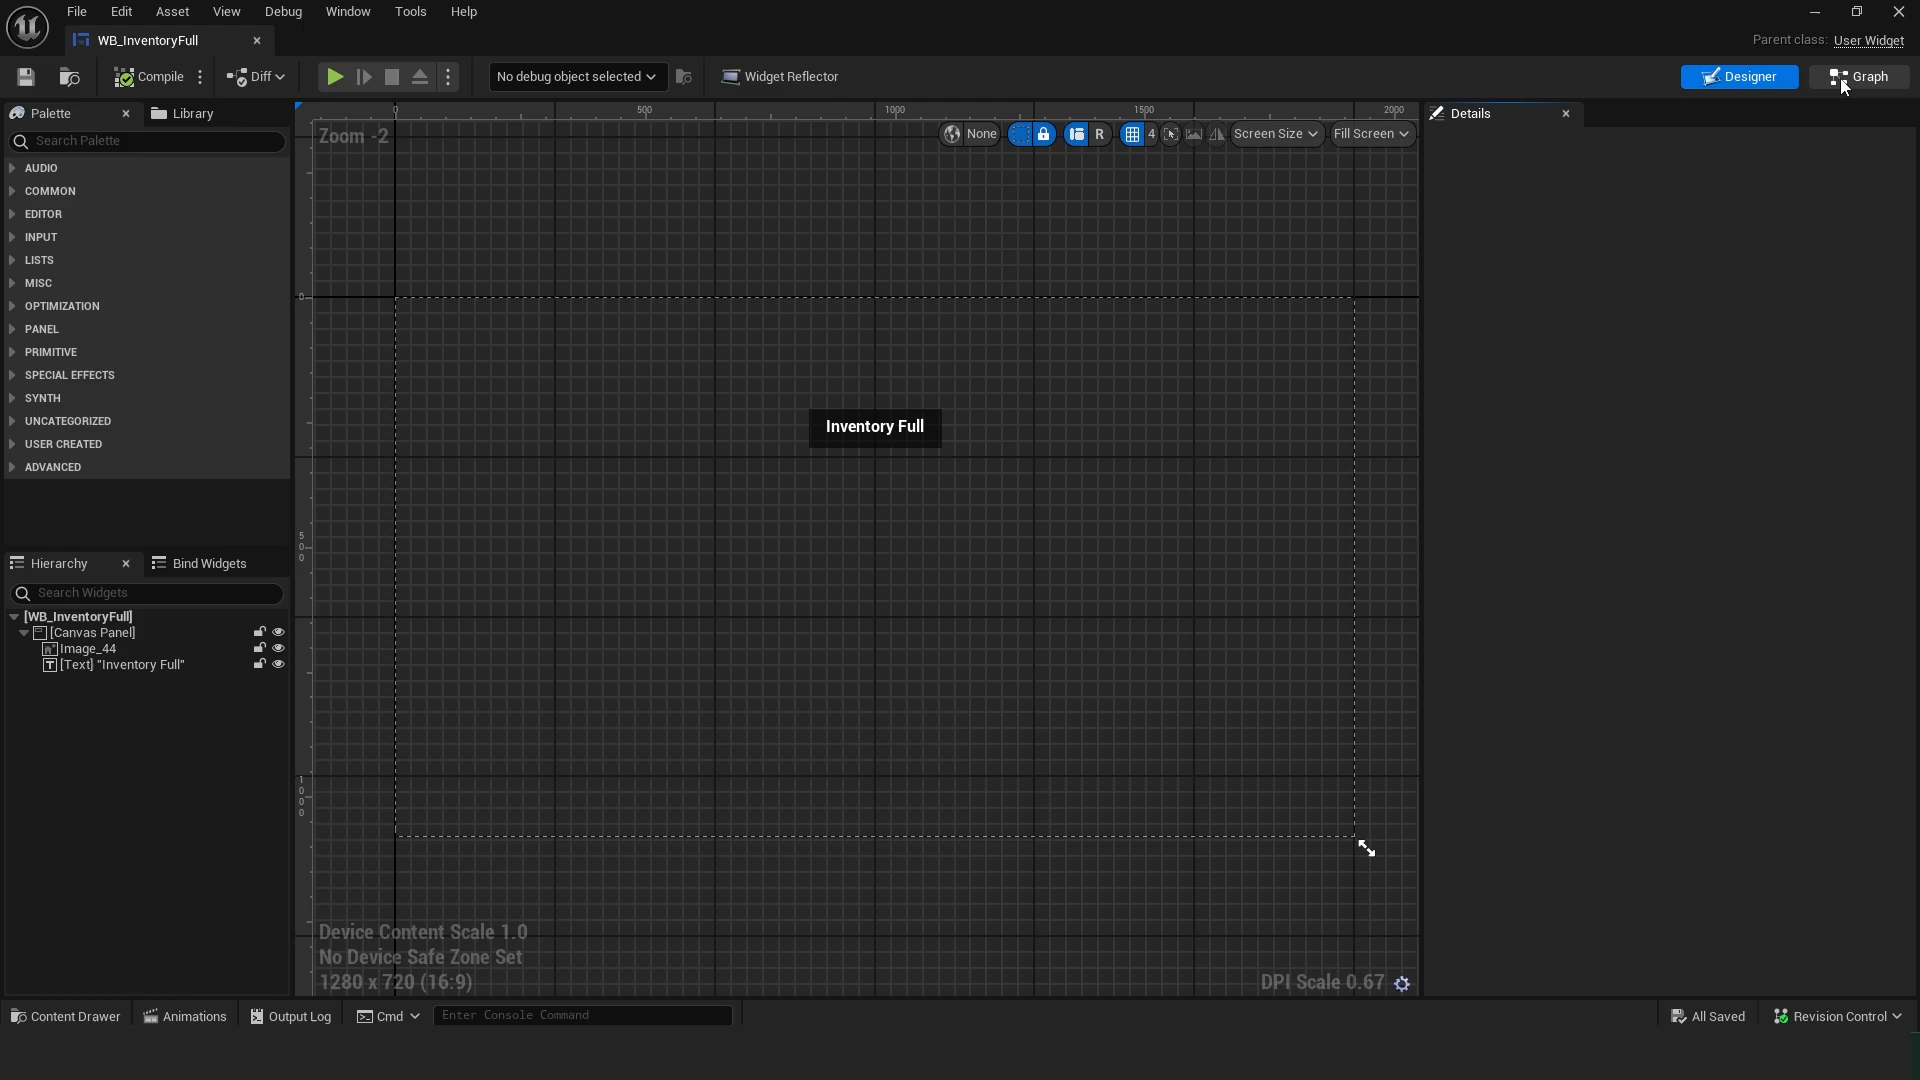 File Edit Asset View Debug Window Tools Help
WB_InventoryFull
Parent class: User Widget
Compile Diff No debug object selected Widget Reflector Designer Graph
Palette Library
Search Palette
AUDIO
COMMON
EDITOR
INPUT
LISTS
MISC
OPTIMIZATION
PANEL
PRIMITIVE
SPECIAL EFFECTS
SYNTH
UNCATEGORIZED
USER CREATED
ADVANCED
Hierarchy Bind Widgets
Search Widgets
[WB_InventoryFull]
[Canvas Panel]
Image_44
[Text] "Inventory Full"
0 500 1000 1500 2000
Zoom -2
None R 4 Screen Size Fill Screen
0
500
1000
Inventory Full
Device Content Scale 1.0
No Device Safe Zone Set
1280 x 720 (16:9)
DPI Scale 0.67
Details
Content Drawer Animations Output Log Cmd Enter Console Command All Saved Revision Control